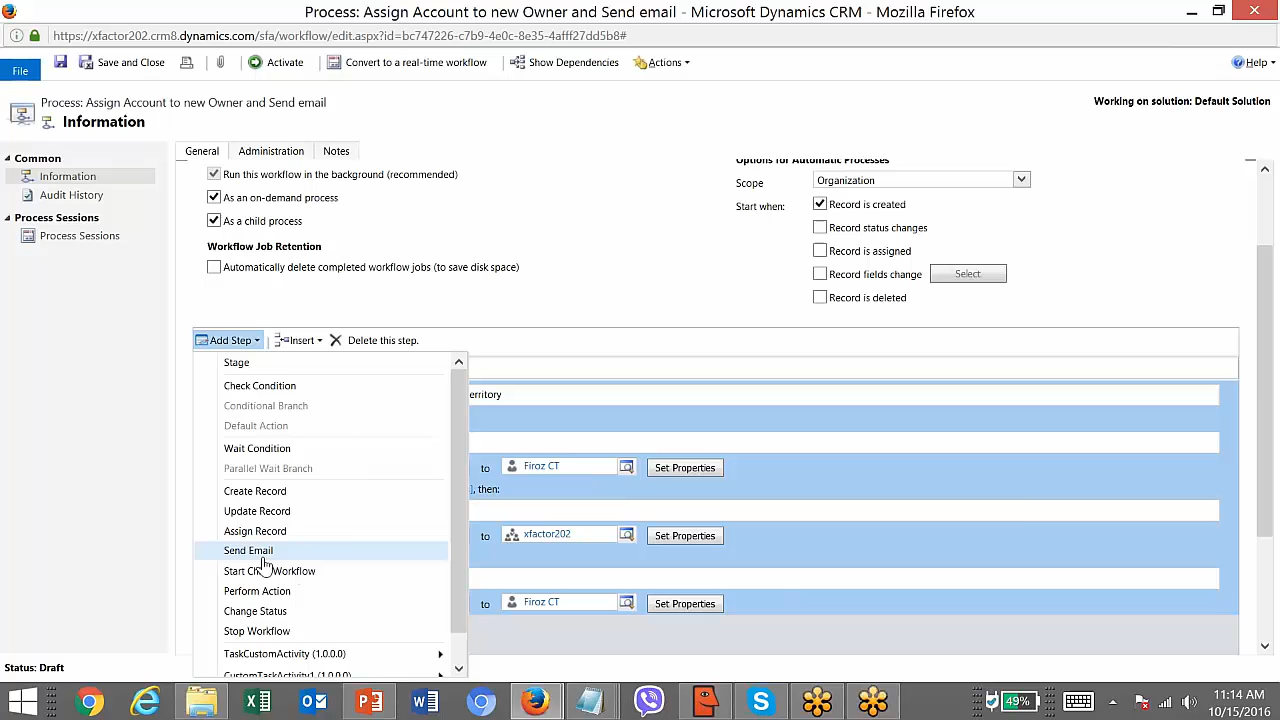 Process: Assign Account to new Owner and Send email - Microsoft Dynamics CRM - Mozilla Firefox
https://xfactor202.crm8.dynamics.com/sfa/workflow/edit.aspx?id=bc747226-c7b9-4e0c-8e35-4afff27dd5b8#
File
Save and Close
Activate
Convert to a real-time workflow
Show Dependencies
Actions
Help
Process: Assign Account to new Owner and Send email
Information
Working on solution: Default Solution
Common
Information
Audit History
Process Sessions
Process Sessions
General
Administration
Notes
Run this workflow in the background (recommended)
As an on-demand process
As a child process
Workflow Job Retention
Automatically delete completed workflow jobs (to save disk space)
Options for Automatic Processes
Scope
Organization
Start when:
Record is created
Record status changes
Record is assigned
Record fields change
Select
Record is deleted
Add Step
Insert
Delete this step.
Stage
Check Condition
Conditional Branch
Default Action
Wait Condition
Parallel Wait Branch
Create Record
Update Record
Assign Record
Send Email
Start Workflow
Perform Action
Change Status
Stop Workflow
TaskCustomActivity (1.0.0.0)
CustomTaskActivity1 (1.0.0.0)
erritory
to Firoz CT Set Properties
], then:
to xfactor202 Set Properties
to Firoz CT Set Properties
Status: Draft
49%
11:14 AM
10/15/2016